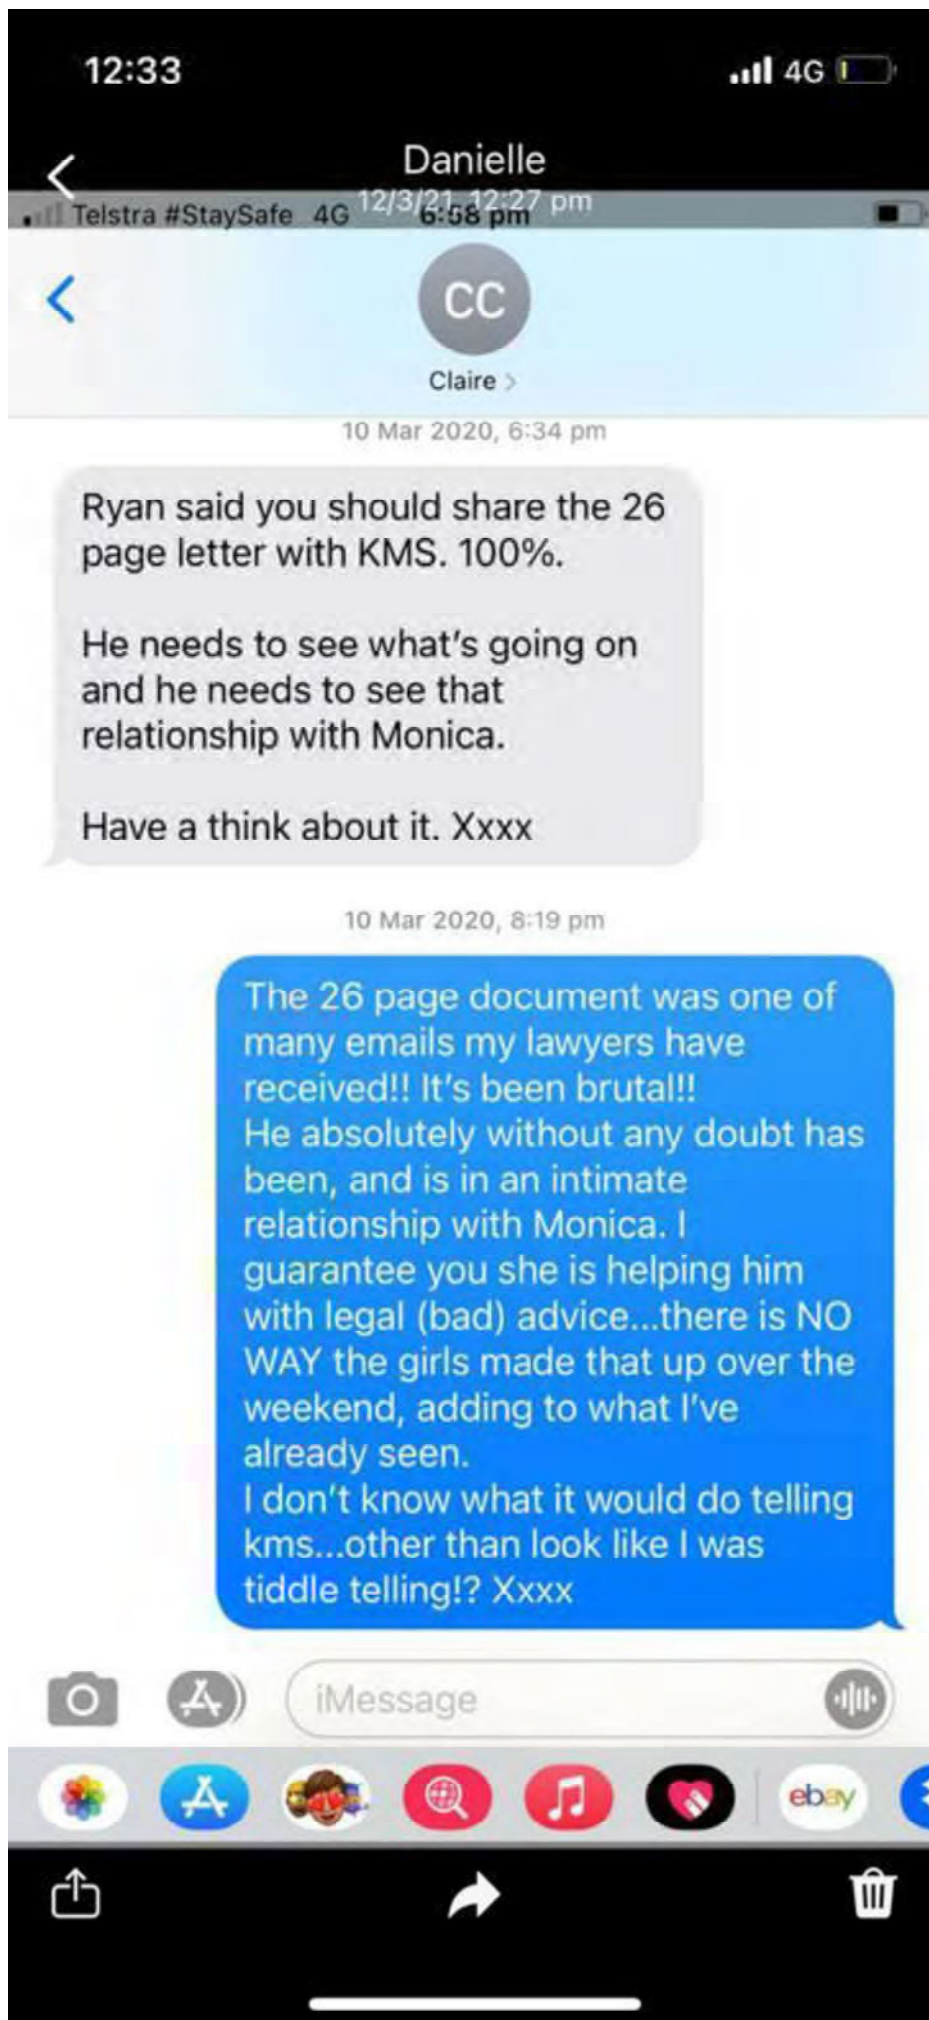 12:33
4G
Danielle
12/3/21, 12:27 pm
Telstra #StaySafe 4G
6:58 pm
CC
Claire >
10 Mar 2020, 6:34 pm
Ryan said you should share the 26
page letter with KMS. 100%.
He needs to see what's going on
and he needs to see that
relationship with Monica.
Have a think about it. Xxxx
10 Mar 2020, 8:19 pm
The 26 page document was one of
many emails my lawyers have
received!! It's been brutal!!
He absolutely without any doubt has
been, and is in an intimate
relationship with Monica. I
guarantee you she is helping him
with legal (bad) advice...there is NO
WAY the girls made that up over the
weekend, adding to what I've
already seen.
I don't know what it would do telling
kms...other than look like I was
tiddle telling!? Xxxx
iMessage
ebay